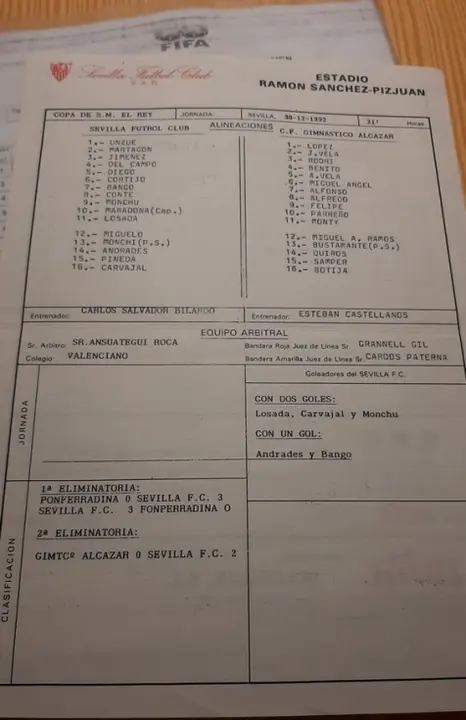 FIFA
Sevilla Futbol Club
S.A.D.
ESTADIO
RAMON SANCHEZ-PIZJUAN
COPA DE S.M. EL REY
JORNADA:
SEVILLA, 30-12-1992
21'
Horas
ALINEACIONES
SEVILLA FUTBOL CLUB
1.- UNZUE
2.- MARTAGON
3.- JIMENEZ
4.- DEL CAMPO
5.- DIEGO
6.- CORTIJO
7.- BANGO
8.- CONTE
9.- MONCHU
10.- MARADONA(Cap.)
11.- LOSADA
12.- MIGUELO
13.- MONCHI(P.S.)
14.- ANDRADES
15.- PINEDA
16.- CARVAJAL
C.F. GIMNASTICO ALCAZAR
1.- LOPEZ
2.- J.VELA
3.- RODRI
4.- BENITO
5.- A.VELA
6.- MIGUEL ANGEL
7.- ALFONSO
8.- ALFREDO
9.- FELIPE
10.- PARREÑO
11.- MONTY
12.- MIGUEL A. RAMOS
13.- BUSTAMANTE(P.S.)
14.- QUIROS
15.- SAMPER
16.- BOTIJA
Entrenador: CARLOS SALVADOR BILARDO
Entrenador: ESTEBAN CASTELLANOS
EQUIPO ARBITRAL
Sr. Arbitro: SR.ANSUATEGUI ROCA
Colegio: VALENCIANO
Bandera Roja Juez de Linea Sr. GRANNELL GIL
Bandera Amarilla Juez de Linea Sr. CARDOS PATERNA
JORNADA
Goleadores del SEVILLA F.C.
CON DOS GOLES:
Losada, Carvajal y Monchu
CON UN GOL:
Andrades y Bango
CLASIFICACION
1ª ELIMINATORIA:
PONFERRADINA 0 SEVILLA F.C. 3
SEVILLA F.C. 3 FONPERRADINA 0
2ª ELIMINATORIA:
GIMTCº ALCAZAR 0 SEVILLA F.C. 2